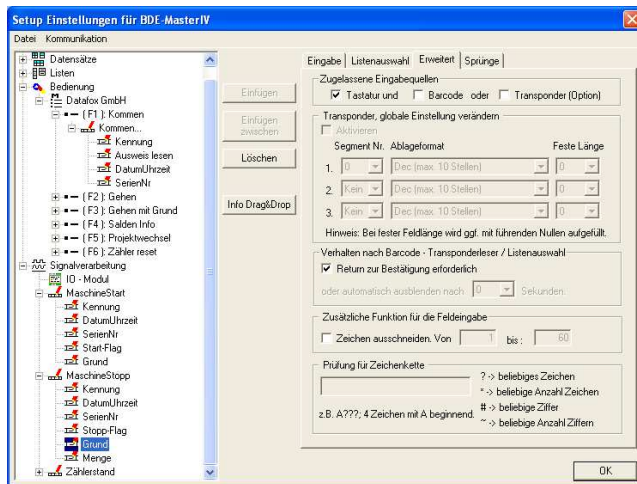 Setup Einstellungen für BDE-MasterIV
Datei Kommunikation
Datensätze
Listen
Bedienung
Datafox GmbH
( F1 ): Kommen
Kommen...
Kennung
Ausweis lesen
DatumUhrzeit
SerienNr
( F2 ): Gehen
( F3 ): Gehen mit Grund
( F4 ): Salden Info
( F5 ): Projektwechsel
( F6 ): Zähler reset
Signalverarbeitung
IO - Modul
MaschineStart
Kennung
DatumUhrzeit
SerienNr
Start-Flag
Grund
MaschineStopp
Kennung
DatumUhrzeit
SerienNr
Stopp-Flag
Grund
Menge
Zählerstand
Einfügen
Einfügen zwischen
Löschen
Info Drag&Drop
Eingabe Listenauswahl Erweitert Sprünge
Zugelassene Eingabequellen
Tastatur und Barcode oder Transponder (Option)
Transponder, globale Einstellung verändern
Aktivieren
Segment Nr. Ablageformat Feste Länge
1. 0 Dec (max. 10 Stellen) 0
2. Kein Dec (max. 10 Stellen) 0
3. Kein Dec (max. 10 Stellen) 0
Hinweis: Bei fester Feldlänge wird ggf. mit führenden Nullen aufgefüllt.
Verhalten nach Barcode - Transponderleser / Listenauswahl
Return zur Bestätigung erforderlich
oder automatisch ausblenden nach 0 Sekunden.
Zusätzliche Funktion für die Feldeingabe
Zeichen ausschneiden. Von 1 bis : 60
Prüfung für Zeichenkette
? -> beliebiges Zeichen
* -> beliebige Anzahl Zeichen
# -> beliebige Ziffer
~ -> beliebige Anzahl Ziffern
z.B. A???; 4 Zeichen mit A beginnend.
OK